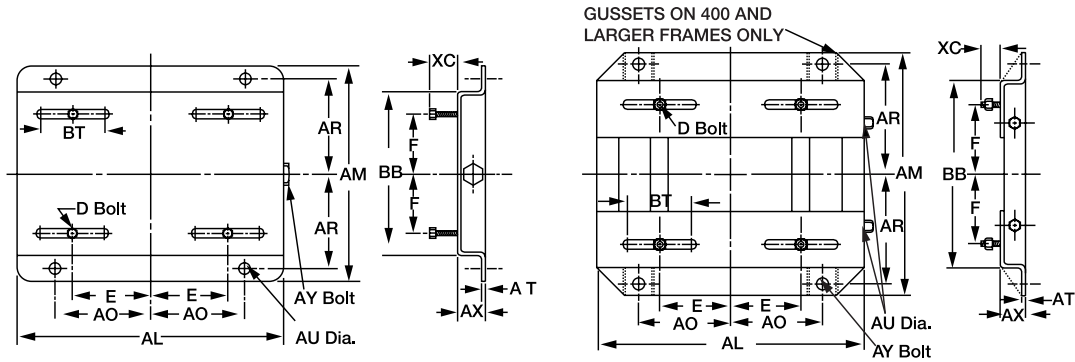 GUSSETS ON 400 AND
LARGER FRAMES ONLY
XC
BT
AR
AM
AR
D Bolt
E
E
AO
AO
AL
AY Bolt
AU Dia.
F
BB
F
A T
AX
D Bolt
BT
AR
AM
AR
E
E
AO
AO
AL
AU Dia.
AY Bolt
XC
F
BB
F
AT
AX